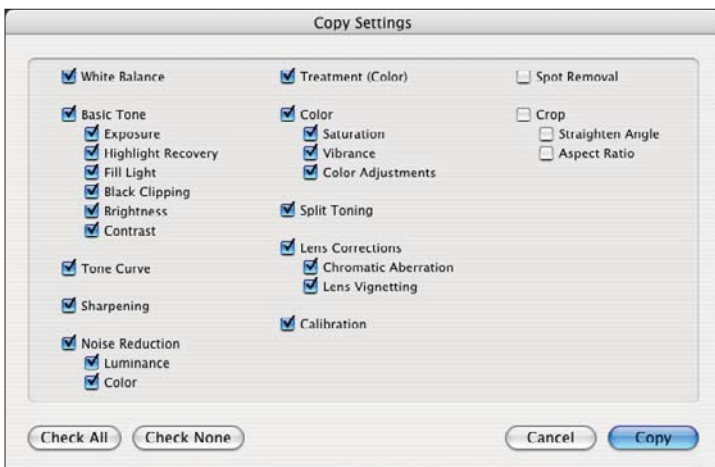 Copy Settings
White Balance
Basic Tone
Exposure
Highlight Recovery
Fill Light
Black Clipping
Brightness
Contrast
Tone Curve
Sharpening
Noise Reduction
Luminance
Color
Treatment (Color)
Color
Saturation
Vibrance
Color Adjustments
Split Toning
Lens Corrections
Chromatic Aberration
Lens Vignetting
Calibration
Spot Removal
Crop
Straighten Angle
Aspect Ratio
Check All
Check None
Cancel
Copy